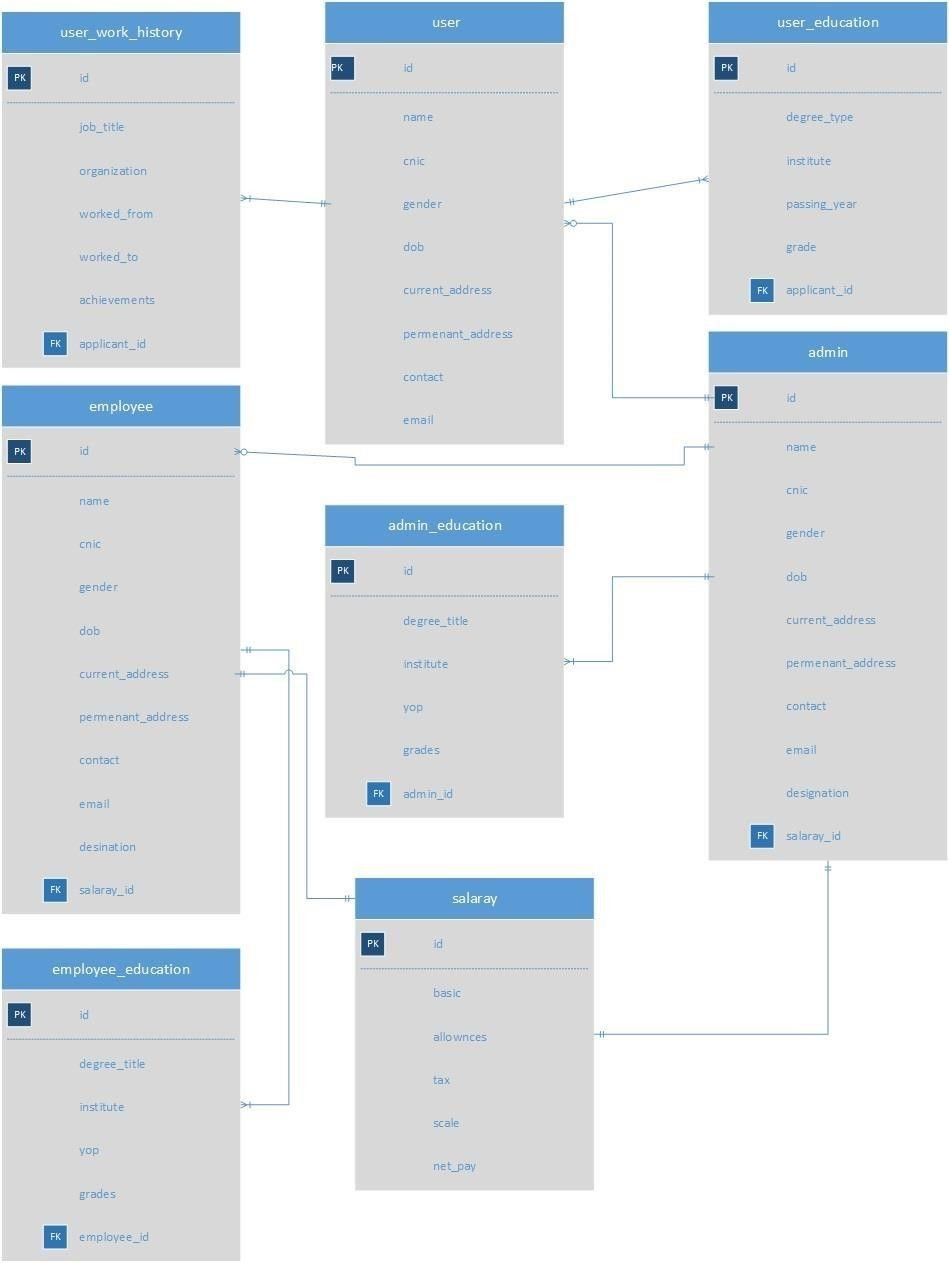 user_work_history
PK id
job_title
organization
worked_from
worked_to
achievements
FK applicant_id
user
PK id
name
cnic
gender
dob
current_address
permenant_address
contact
email
user_education
PK id
degree_type
institute
passing_year
grade
FK applicant_id
employee
PK id
name
cnic
gender
dob
current_address
permenant_address
contact
email
desination
FK salaray_id
admin_education
PK id
degree_title
institute
yop
grades
FK admin_id
admin
PK id
name
cnic
gender
dob
current_address
permenant_address
contact
email
designation
FK salaray_id
employee_education
PK id
degree_title
institute
yop
grades
FK employee_id
salaray
PK id
basic
allownces
tax
scale
net_pay